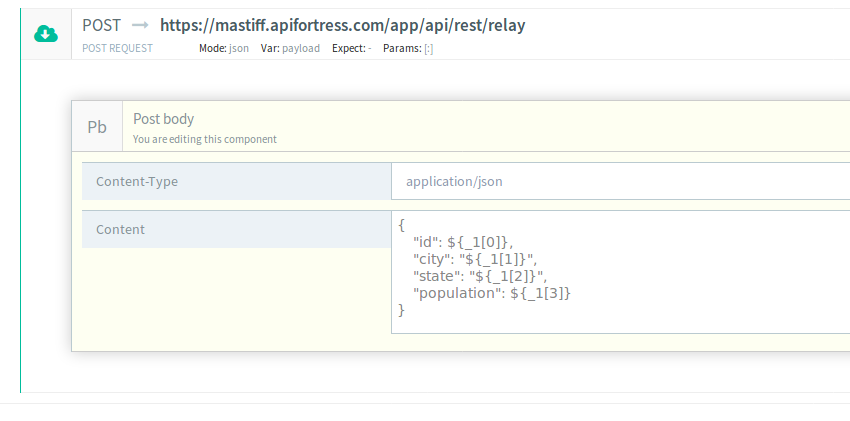 POST → https://mastiff.apifortress.com/app/api/rest/relay
POST REQUEST Mode: json Var: payload Expect: - Params: [:]
Pb
Post body
You are editing this component
Content-Type application/json
Content
{
"id": ${_1[0]},
"city": "${_1[1]}",
"state": "${_1[2]}",
"population": ${_1[3]}
}